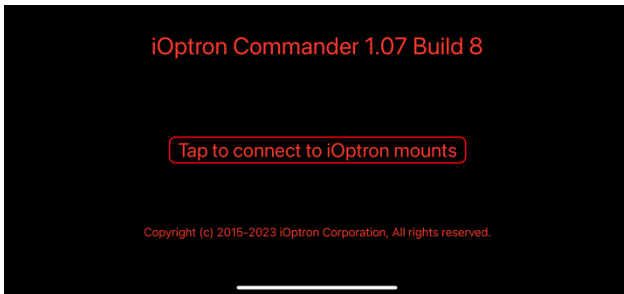 iOptron Commander 1.07 Build 8
Tap to connect to iOptron mounts
Copyright (c) 2015-2023 iOptron Corporation, All rights reserved.